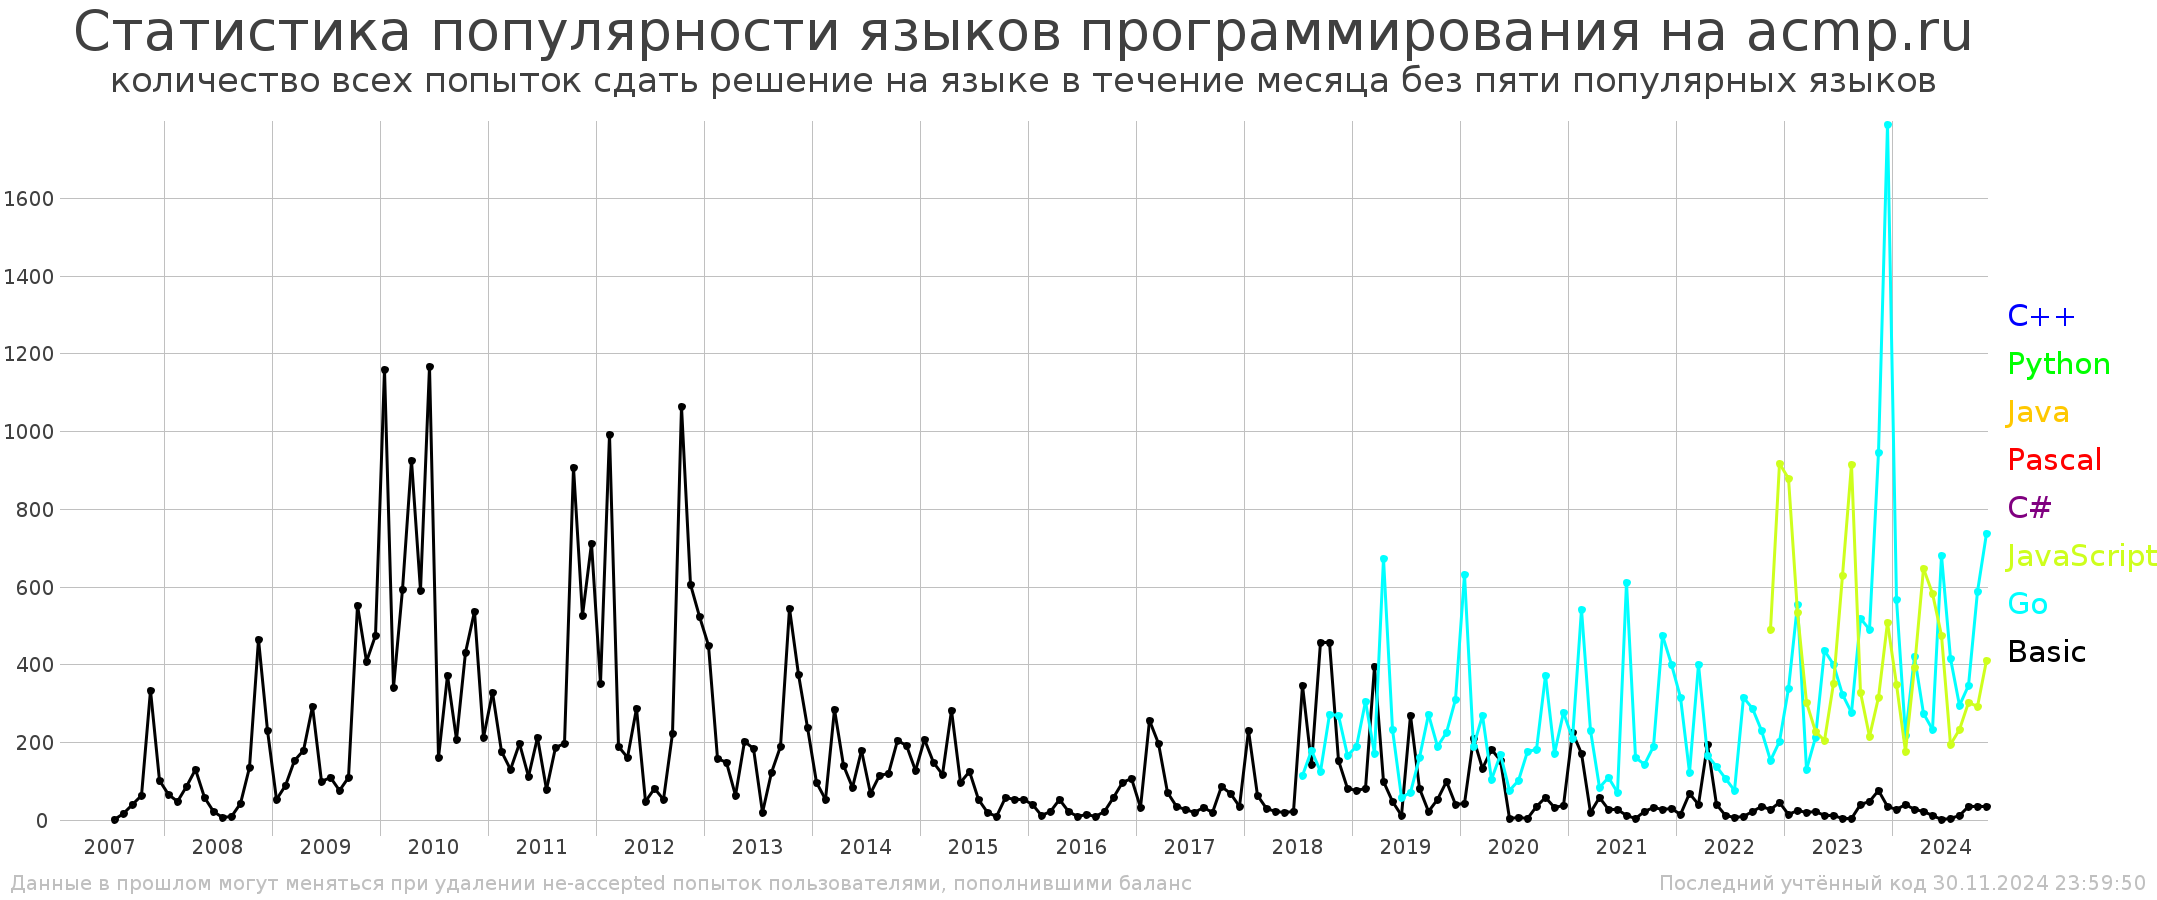 Статистика популярности языков программирования на acmp.ru
количество всех попыток сдать решение на языке в течение месяца без пяти популярных языков
1600
1400
1200
1000
800
600
400
200
0
C++
Python
Java
Pascal
C#
JavaScript
Go
Basic
2007 2008 2009 2010 2011 2012 2013 2014 2015 2016 2017 2018 2019 2020 2021 2022 2023 2024
Данные в прошлом могут меняться при удалении не-accepted попыток пользователями, пополнившими баланс
Последний учтённый код 30.11.2024 23:59:50